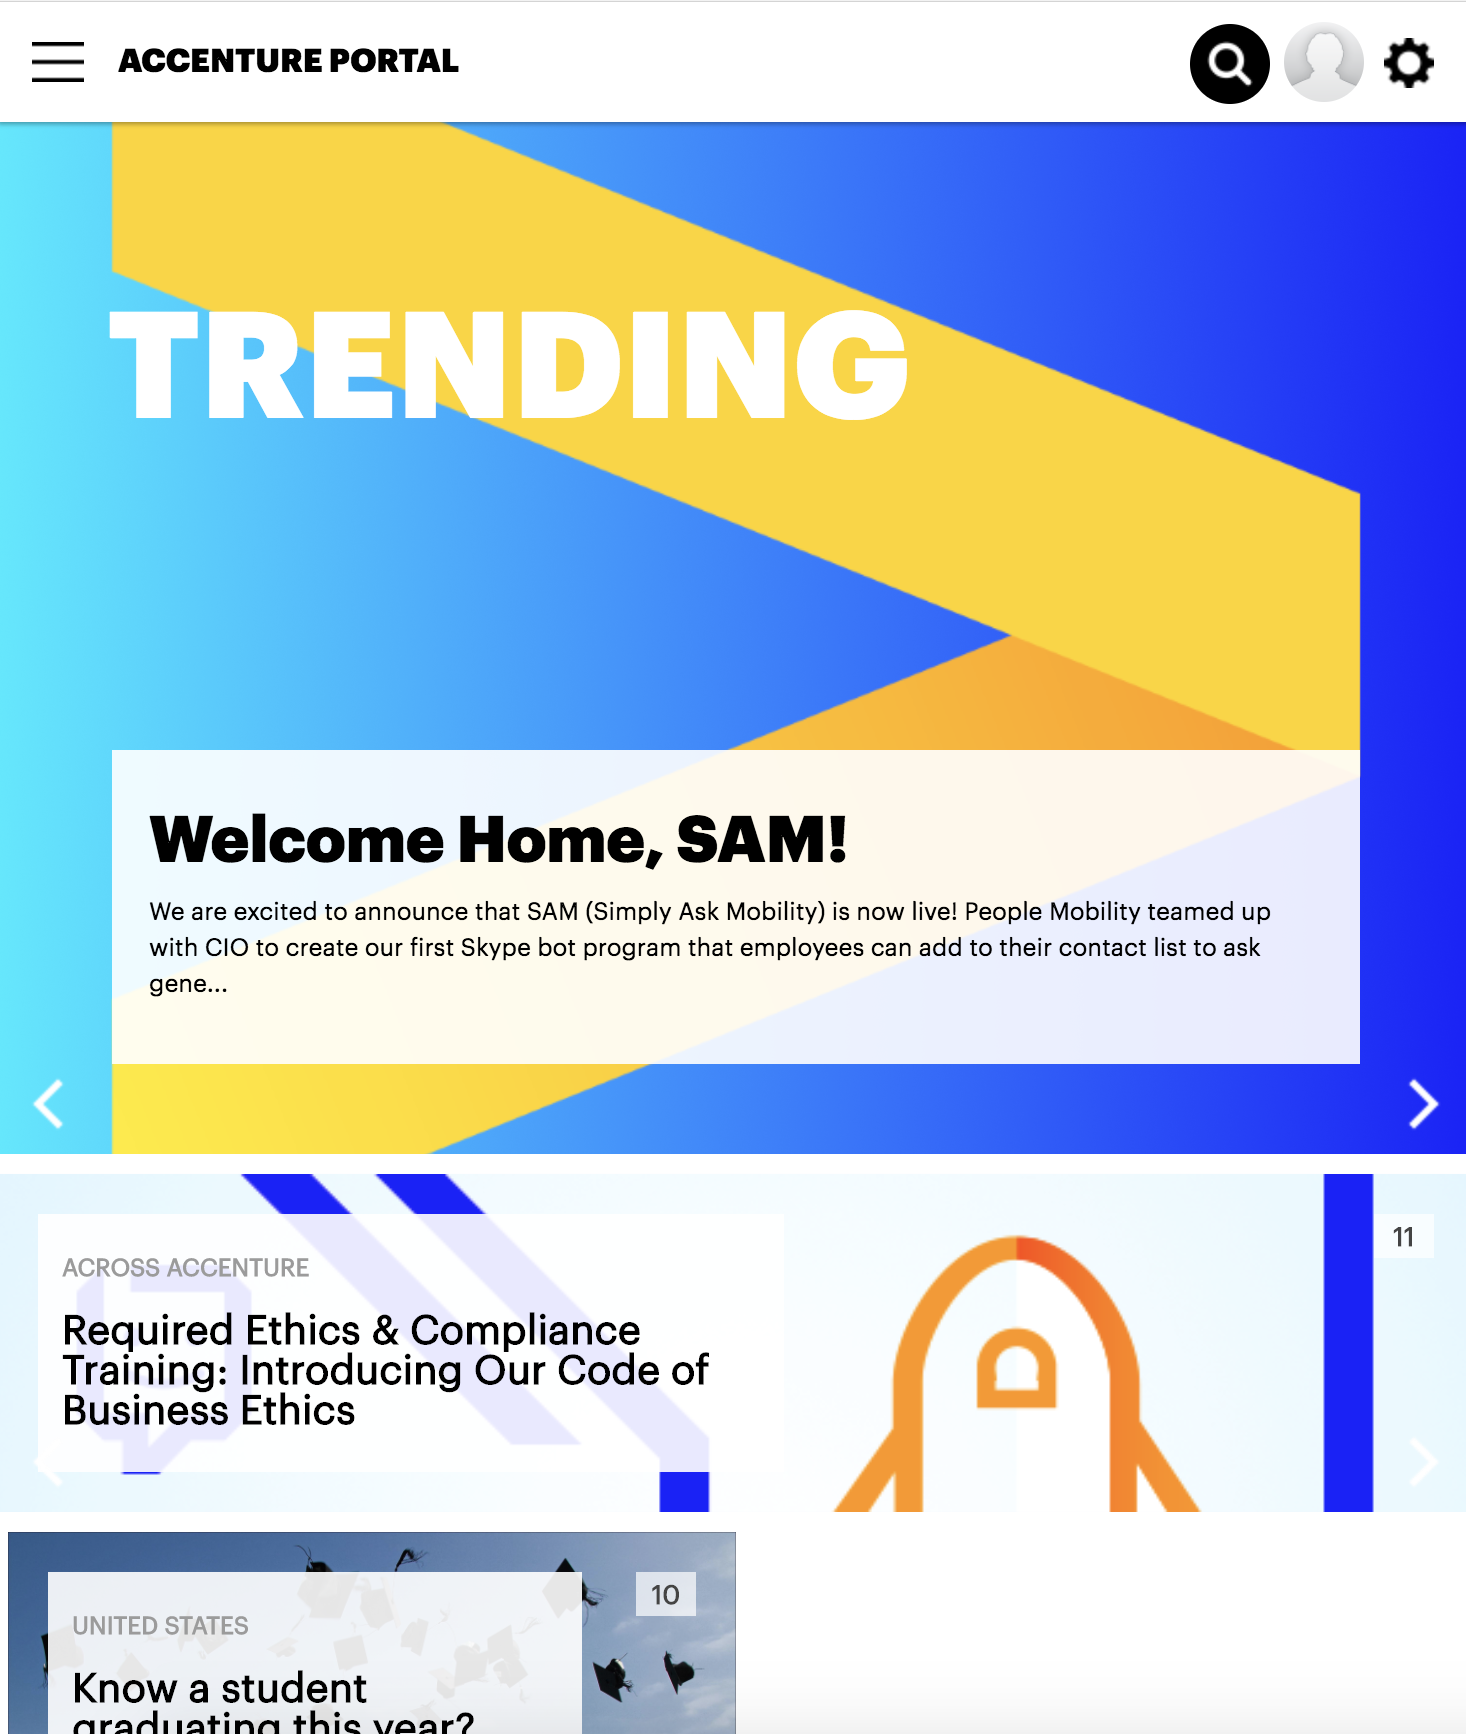 ACCENTURE PORTAL
TRENDING
Welcome Home, SAM!
We are excited to announce that SAM (Simply Ask Mobility) is now live! People Mobility teamed up
with CIO to create our first Skype bot program that employees can add to their contact list to ask
gene...
ACROSS ACCENTURE
11
Required Ethics & Compliance
Training: Introducing Our Code of
Business Ethics
10
UNITED STATES
Know a student
graduating this year?